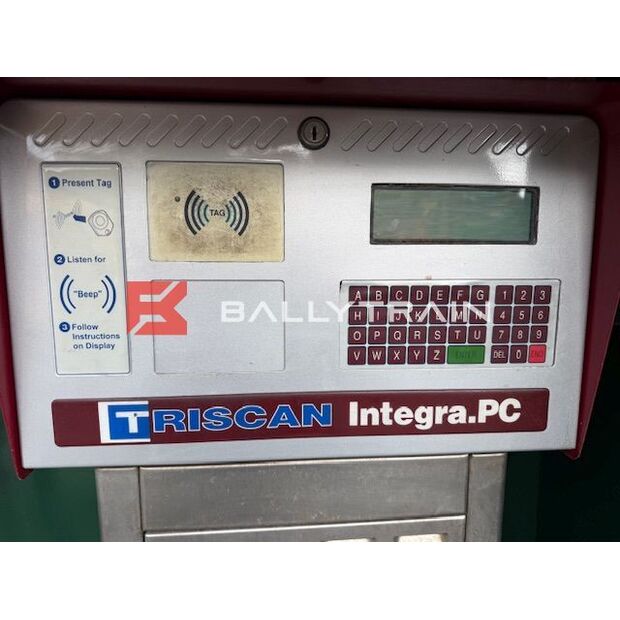 1 Present Tag
2 Listen for
"Beep"
3 Follow
Instructions
on Display
TAG
BALLYTRAIN
A B C D E F G 1 2 3
H I J K L M N 4 5 6
O P Q R S T U 7 8 9
V W X Y Z ENTER DEL 0 END
TRISCAN Integra.PC